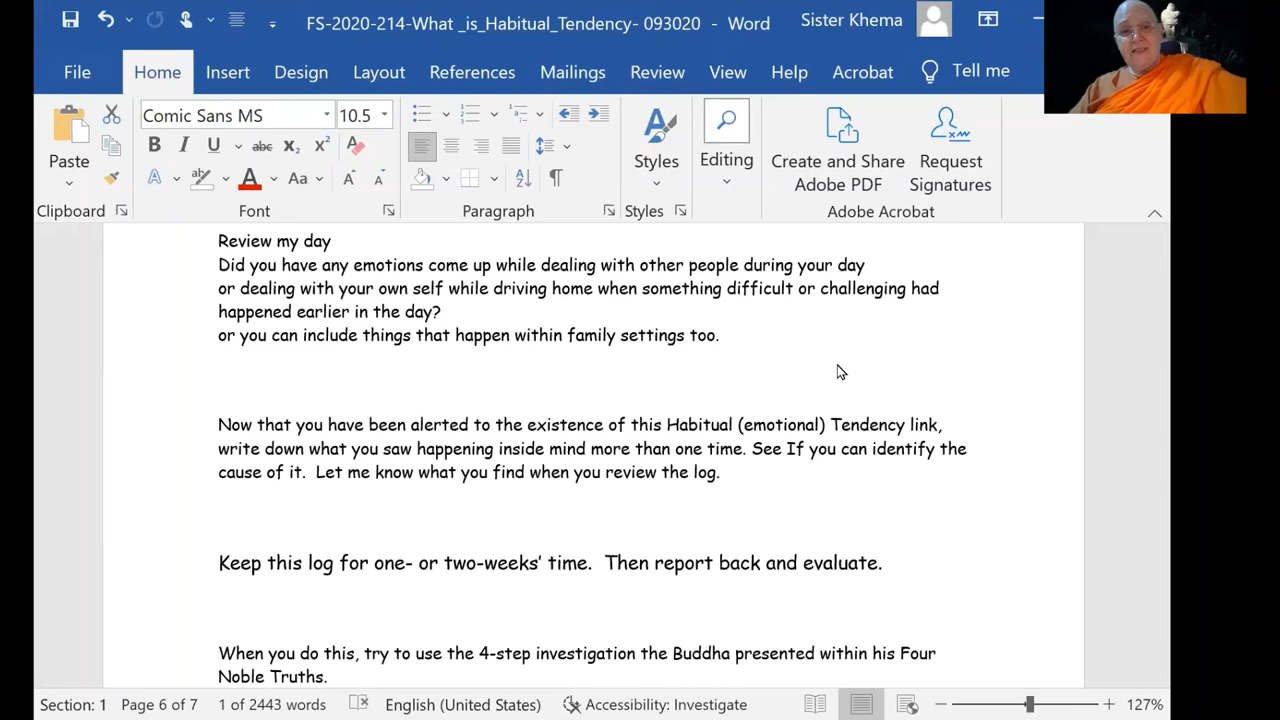 FS-2020-214-What _is_Habitual_Tendency- 093020 - Word
Sister Khema
File Home Insert Design Layout References Mailings Review View Help Acrobat Tell me
Comic Sans MS 10.5
Paste
B I U abc X₂ X²
A A Aa A A
Styles
Editing
Create and Share Adobe PDF
Request Signatures
Clipboard Font Paragraph Styles Adobe Acrobat
Review my day
Did you have any emotions come up while dealing with other people during your day
or dealing with your own self while driving home when something difficult or challenging had
happened earlier in the day?
or you can include things that happen within family settings too.
Now that you have been alerted to the existence of this Habitual (emotional) Tendency link,
write down what you saw happening inside mind more than one time. See If you can identify the
cause of it.  Let me know what you find when you review the log.
Keep this log for one- or two-weeks’ time.  Then report back and evaluate.
When you do this, try to use the 4-step investigation the Buddha presented within his Four
Noble Truths.
Section: 1 Page 6 of 7 1 of 2443 words English (United States) Accessibility: Investigate 127%